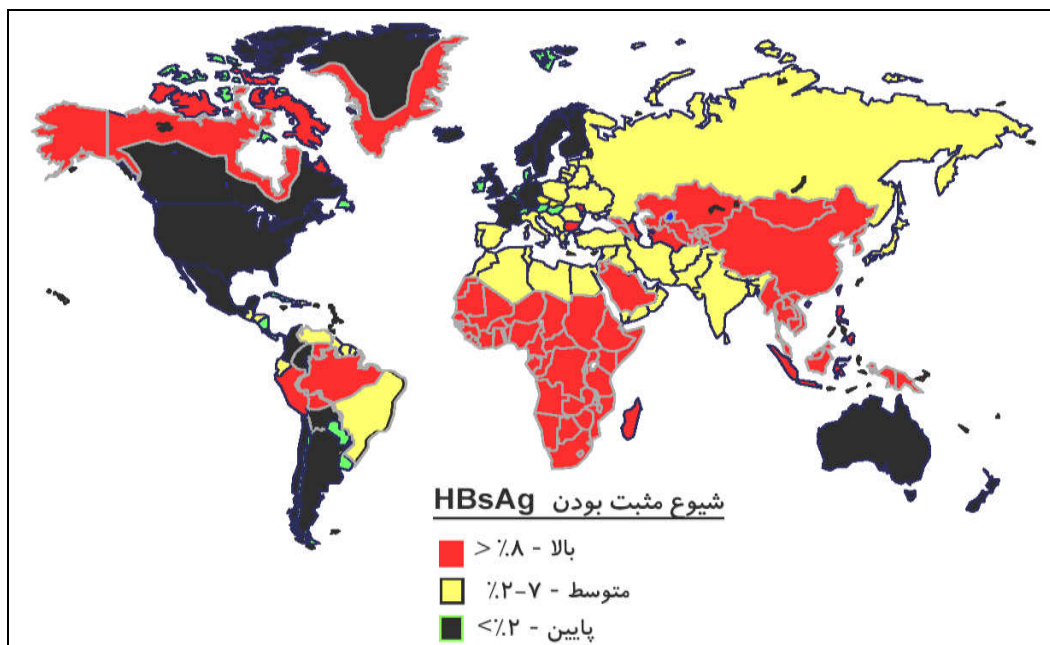 شیوع مثبت بودن HBsAg
بالا - ۸٪ <
متوسط - ۷-۲٪
پایین - ۲٪ >